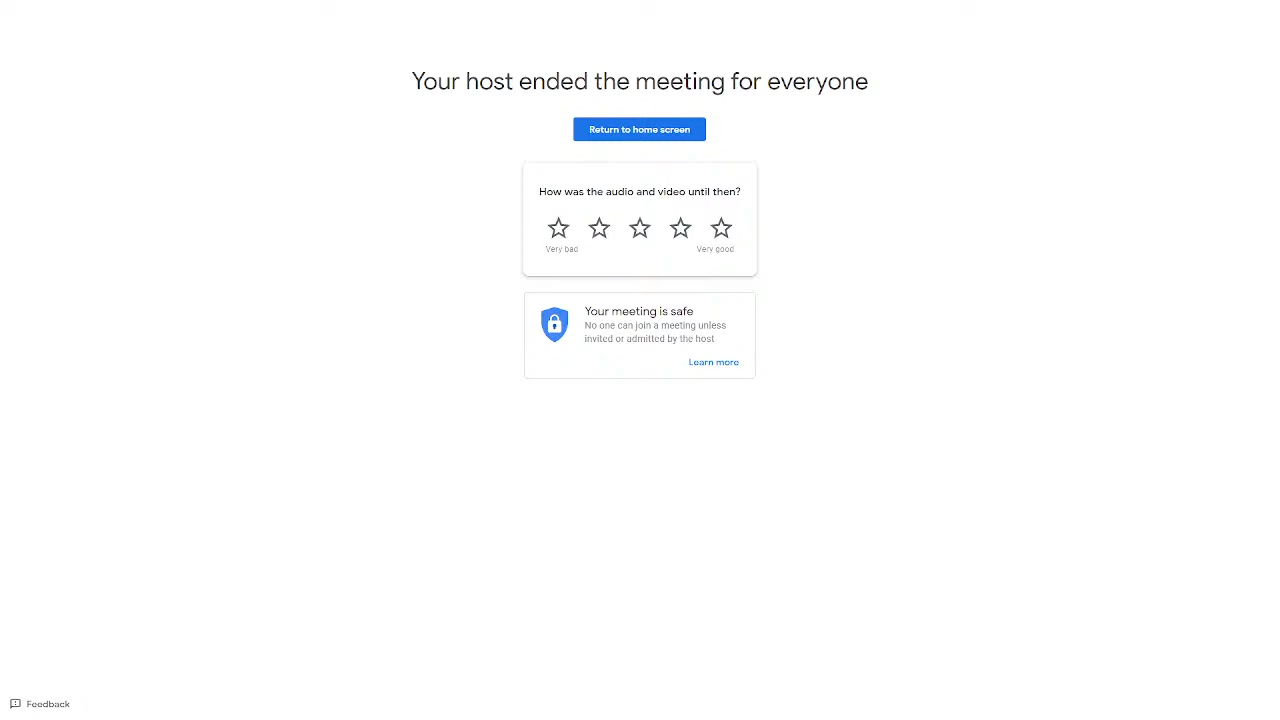 Your host ended the meeting for everyone
Return to home screen
How was the audio and video until then?
Very bad
Very good
Your meeting is safe
No one can join a meeting unless
invited or admitted by the host
Learn more
Feedback